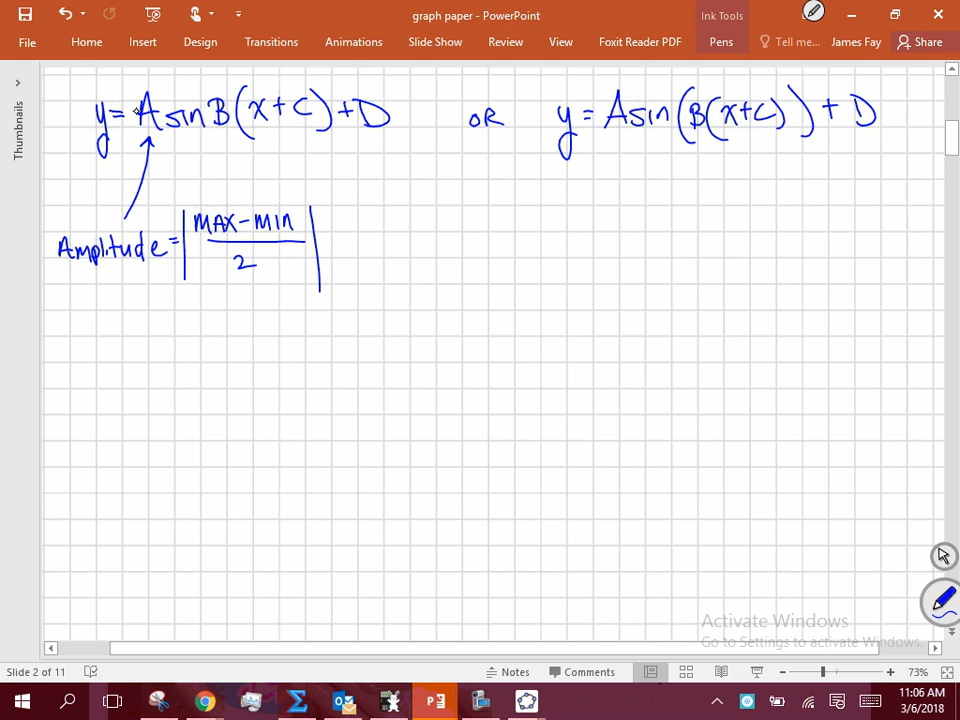 graph paper - PowerPoint
Ink Tools
File Home Insert Design Transitions Animations Slide Show Review View Foxit Reader PDF Pens Tell me... James Fay Share
Thumbnails
y = A sin B (x + C) + D OR y = A sin (B(x+C)) + D
Amplitude = | MAX - MIN
2 |
Activate Windows
Go to Settings to activate Windows.
Slide 2 of 11 Notes Comments 73%
11:06 AM
3/6/2018